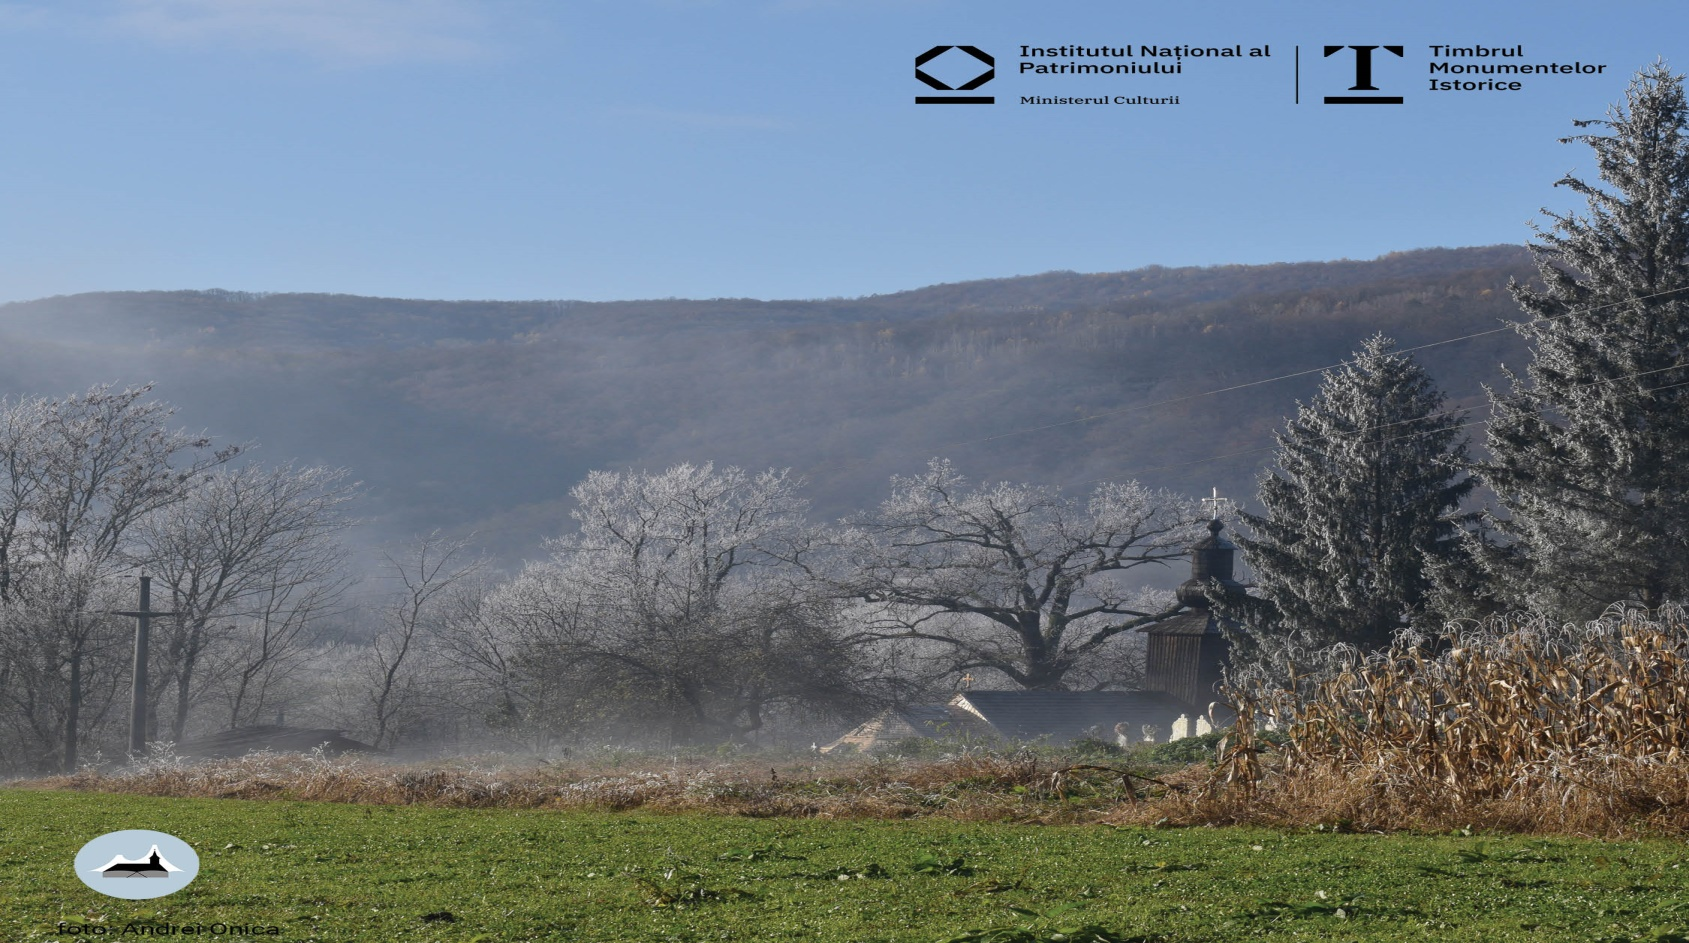 Institutul Național al
Patrimoniului
Ministerul Culturii
Timbrul
Monumentelor
Istorice
foto: Andrei Onica